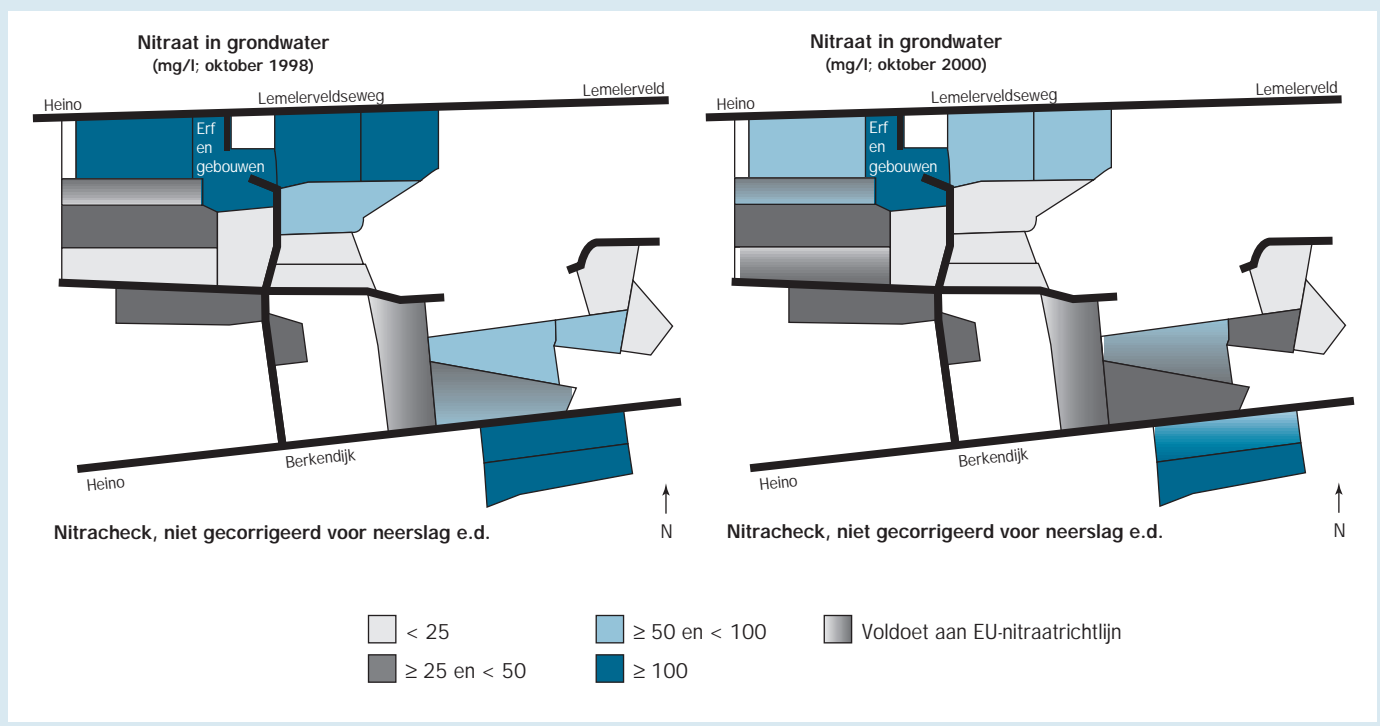 Nitraat in grondwater
(mg/l; oktober 1998)
Heino
Lemelerveldseweg
Lemelerveld
Erf
en
gebouwen
Berkendijk
Heino
N
Nitracheck, niet gecorrigeerd voor neerslag e.d.
Nitraat in grondwater
(mg/l; oktober 2000)
Heino
Lemelerveldseweg
Lemelerveld
Erf
en
gebouwen
Berkendijk
Heino
N
Nitracheck, niet gecorrigeerd voor neerslag e.d.
< 25
≥ 25 en < 50
≥ 50 en < 100
≥ 100
Voldoet aan EU-nitraatrichtlijn